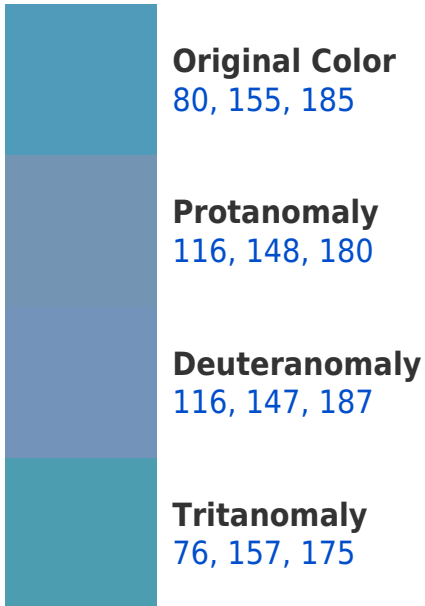 Original Color
80, 155, 185
Protanomaly
116, 148, 180
Deuteranomaly
116, 147, 187
Tritanomaly
76, 157, 175